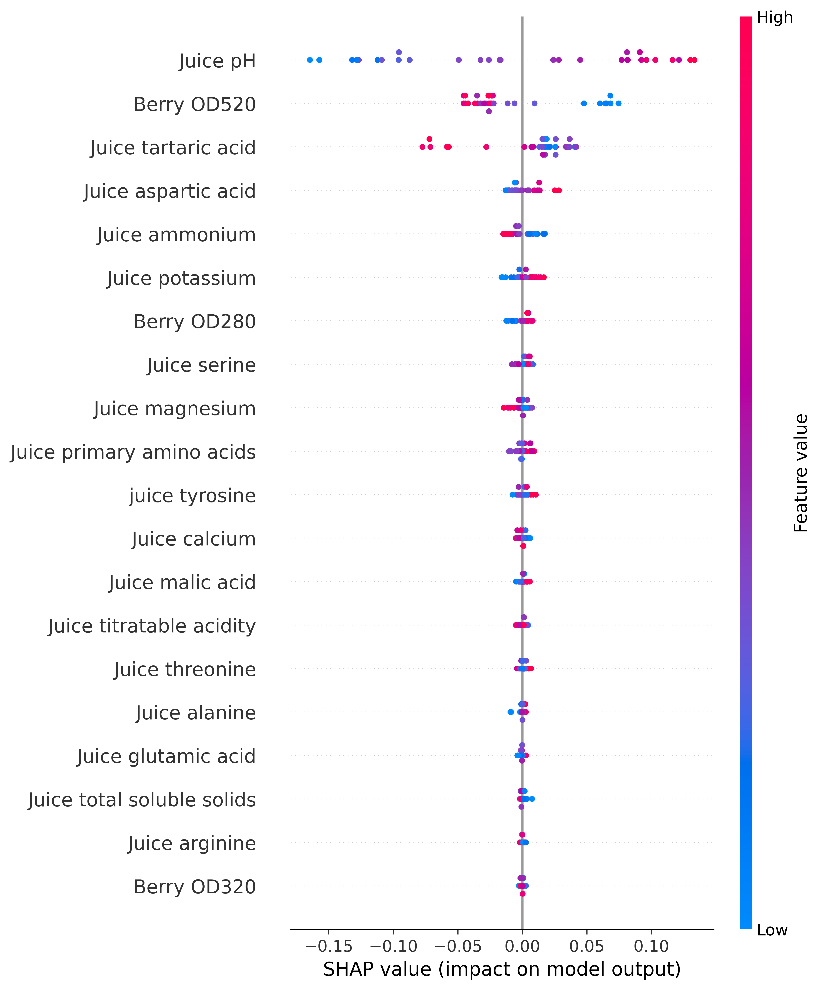 High
Juice pH
Berry OD520
Juice tartaric acid
Juice aspartic acid
Juice ammonium
Juice potassium
Berry OD280
Juice serine
Juice magnesium
Juice primary amino acids
juice tyrosine
Juice calcium
Juice malic acid
Juice titratable acidity
Juice threonine
Juice alanine
Juice glutamic acid
Juice total soluble solids
Juice arginine
Berry OD320
Feature value
Low
−0.15 −0.10 −0.05 0.00 0.05 0.10
SHAP value (impact on model output)